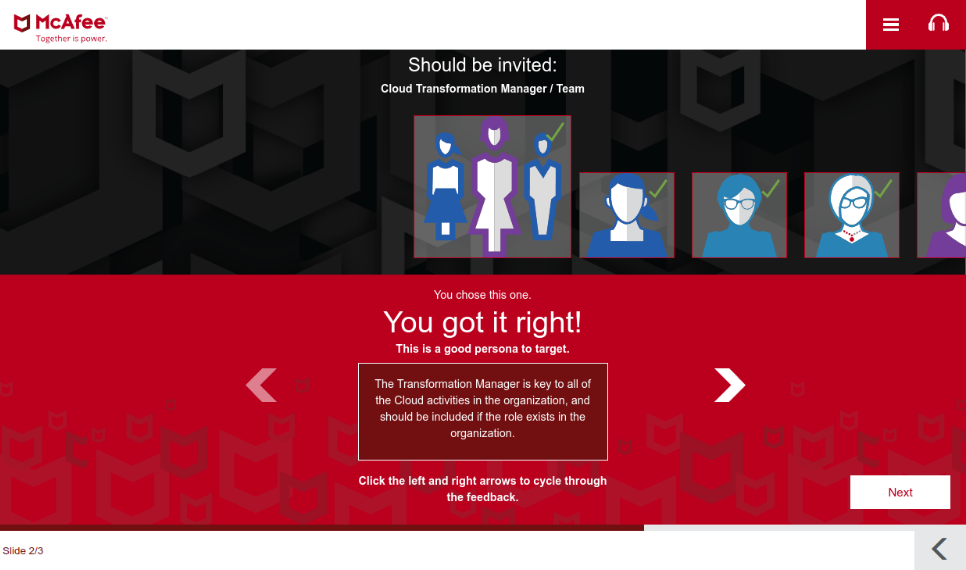 McAfee
Together is power.
Should be invited:
Cloud Transformation Manager / Team
You chose this one.
You got it right!
This is a good persona to target.
The Transformation Manager is key to all of
the Cloud activities in the organization, and
should be included if the role exists in the
organization.
Click the left and right arrows to cycle through
the feedback.
Next
Slide 2/3